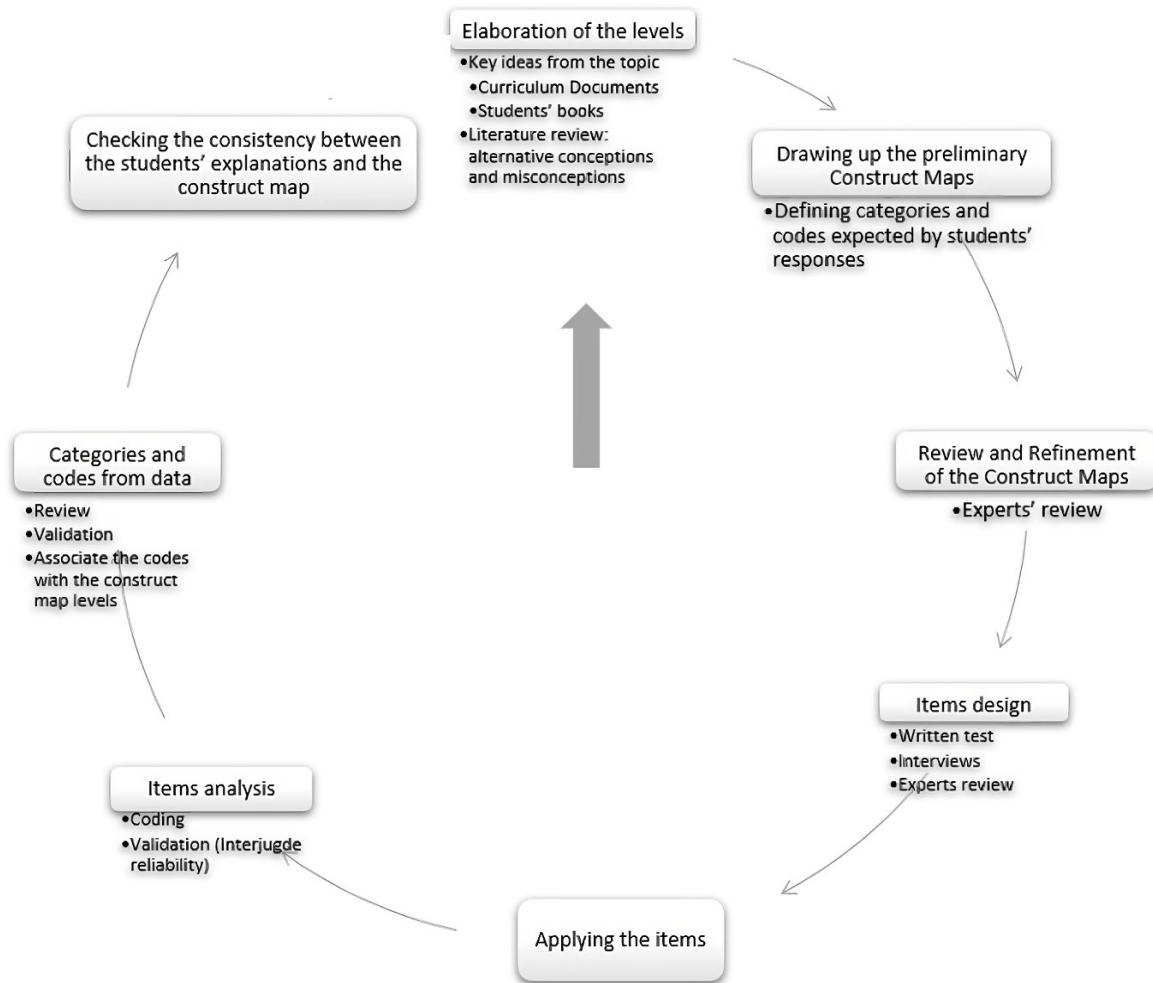 Elaboration of the levels
•Key ideas from the topic
•Curriculum Documents
•Students' books
•Literature review:
alternative conceptions
and misconceptions
Drawing up the preliminary
Construct Maps
•Defining categories and
codes expected by students'
responses
Review and Refinement
of the Construct Maps
•Experts' review
Items design
•Written test
•Interviews
•Experts review
Applying the items
Items analysis
•Coding
•Validation (Interjugde
reliability)
Categories and
codes from data
•Review
•Validation
•Associate the codes
with the construct
map levels
Checking the consistency between
the students' explanations and the
construct map